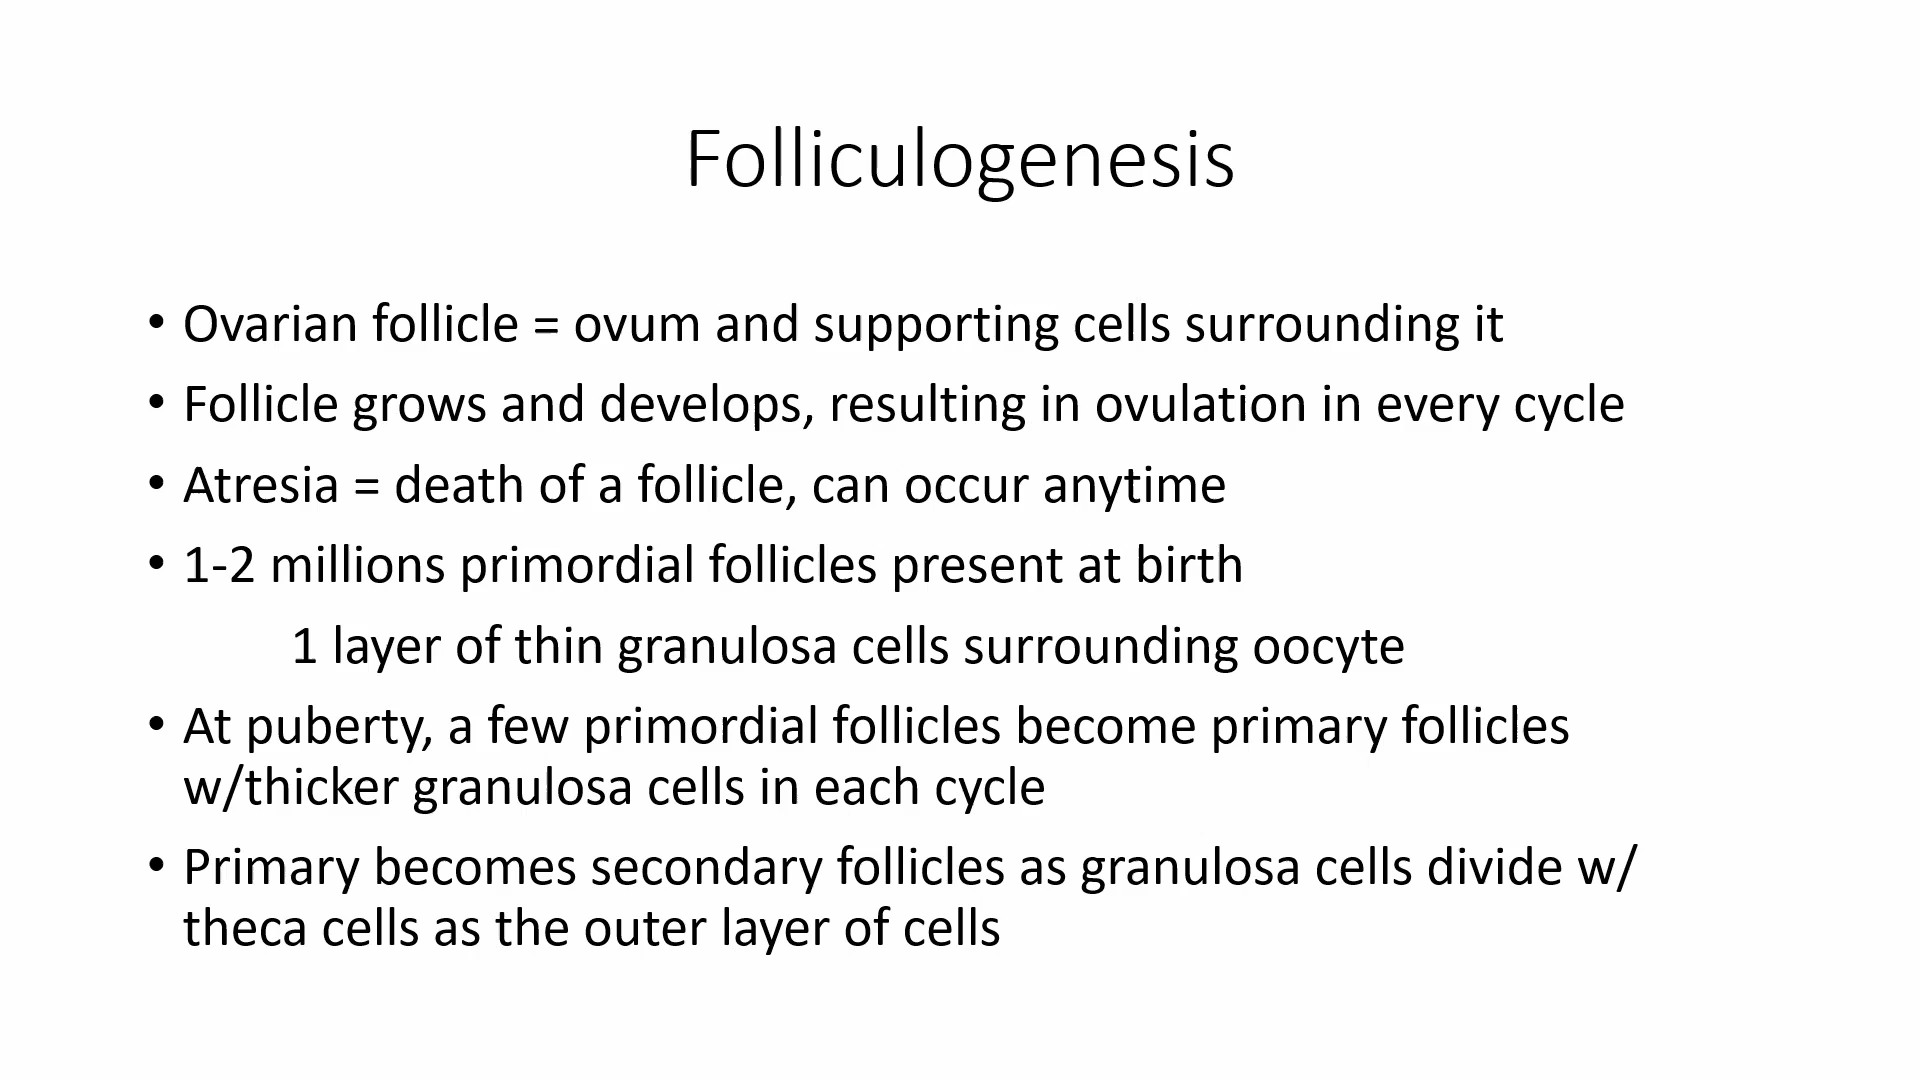 Folliculogenesis
• Ovarian follicle = ovum and supporting cells surrounding it
• Follicle grows and develops, resulting in ovulation in every cycle
• Atresia = death of a follicle, can occur anytime
• 1-2 millions primordial follicles present at birth
1 layer of thin granulosa cells surrounding oocyte
• At puberty, a few primordial follicles become primary follicles
w/thicker granulosa cells in each cycle
• Primary becomes secondary follicles as granulosa cells divide w/
theca cells as the outer layer of cells